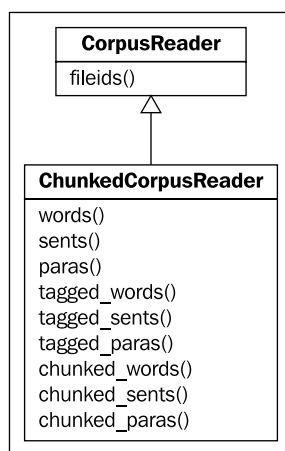 CorpusReader
fileids()
ChunkedCorpusReader
words()
sents()
paras()
tagged_words()
tagged_sents()
tagged_paras()
chunked_words()
chunked_sents()
chunked_paras()